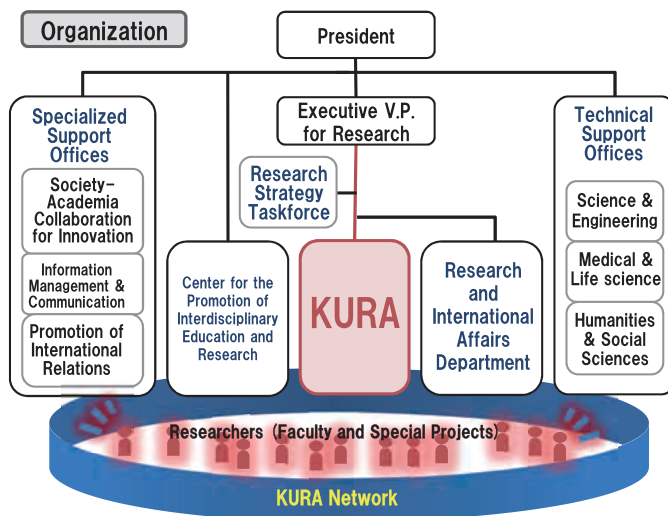 Organization
President
Executive V.P.
for Research
Specialized
Support
Offices
Society-
Academia
Collaboration
for Innovation
Information
Management &
Communication
Promotion of
International
Relations
Research
Strategy
Taskforce
Center for the
Promotion of
Interdisciplinary
Education and
Research
KURA
Research
and
International
Affairs
Department
Technical
Support
Offices
Science &
Engineering
Medical &
Life science
Humanities
& Social
Sciences
Researchers (Faculty and Special Projects)
KURA Network